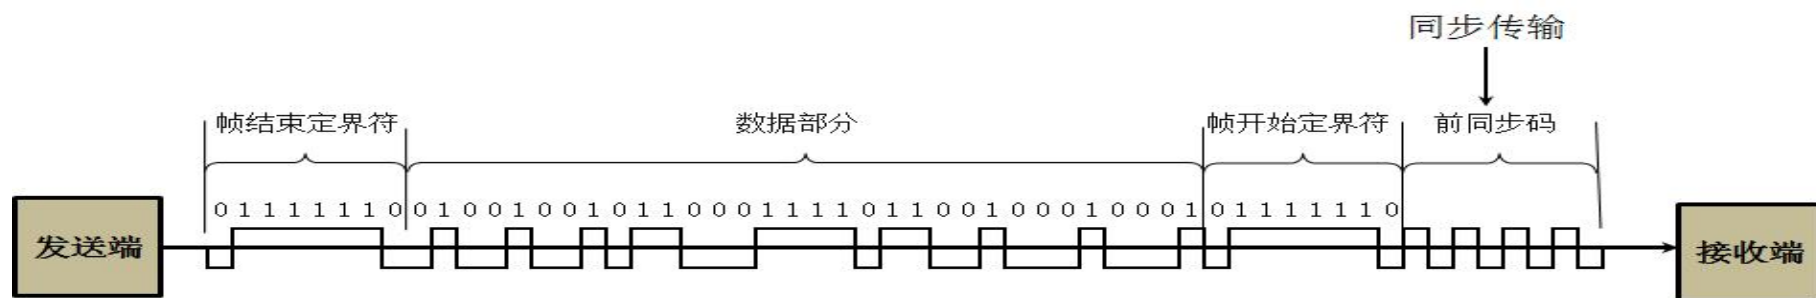 同步传输
帧结束定界符 数据部分 帧开始定界符 前同步码
0 1 1 1 1 1 1 0 0 1 0 0 1 0 0 1 0 1 1 0 0 0 1 1 1 1 0 1 1 0 0 1 0 0 0 1 0 0 0 1 0 1 1 1 1 1 1 0
发送端 接收端